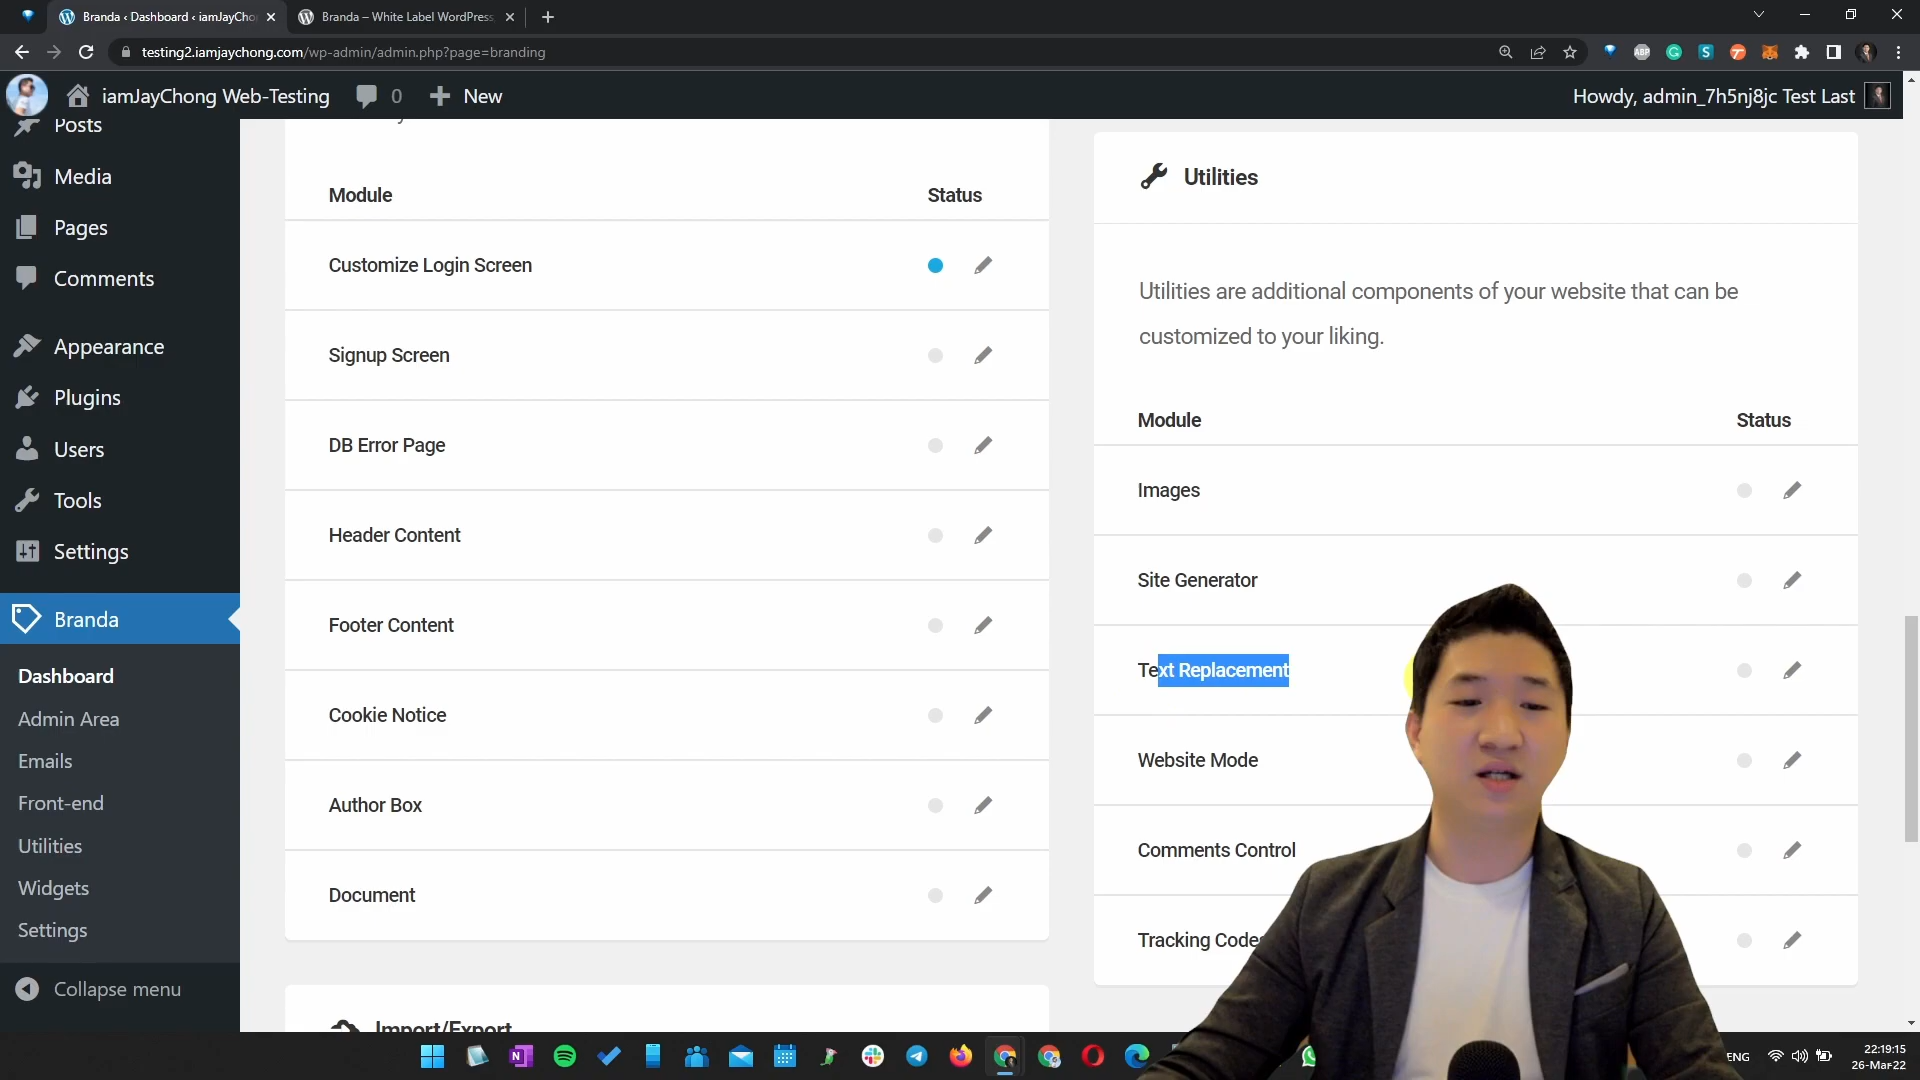 Branda ‹ Dashboard ‹ iamJayCho
Branda – White Label WordPress
testing2.iamjaychong.com/wp-admin/admin.php?page=branding
iamJayChong Web-Testing
0
New
Howdy, admin_7h5nj8jc Test Last
Posts
Media
Pages
Comments
Appearance
Plugins
Users
Tools
Settings
Branda
Dashboard
Admin Area
Emails
Front-end
Utilities
Widgets
Settings
Collapse menu
Module Status
Customize Login Screen
Signup Screen
DB Error Page
Header Content
Footer Content
Cookie Notice
Author Box
Document
Import/Export
Utilities
Utilities are additional components of your website that can be
customized to your liking.
Module Status
Images
Site Generator
Text Replacement
Website Mode
Comments Control
Tracking Codes
ABP
S
N
ENG
22:19:15
26-Mar-22